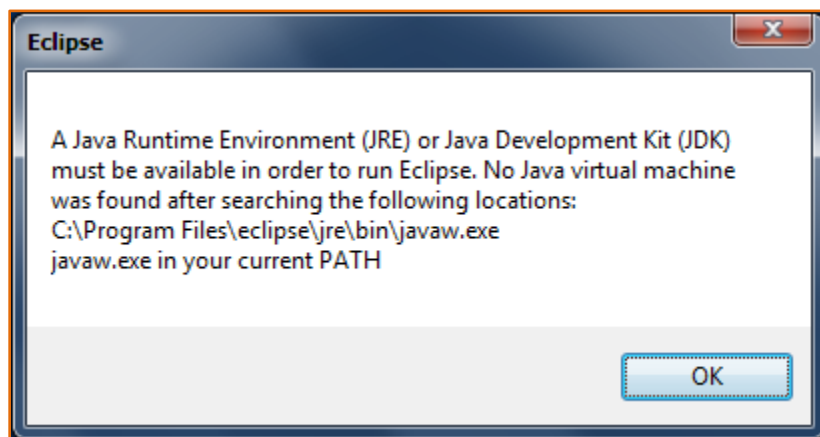 Eclipse
A Java Runtime Environment (JRE) or Java Development Kit (JDK)
must be available in order to run Eclipse. No Java virtual machine
was found after searching the following locations:
C:\Program Files\eclipse\jre\bin\javaw.exe
javaw.exe in your current PATH
OK